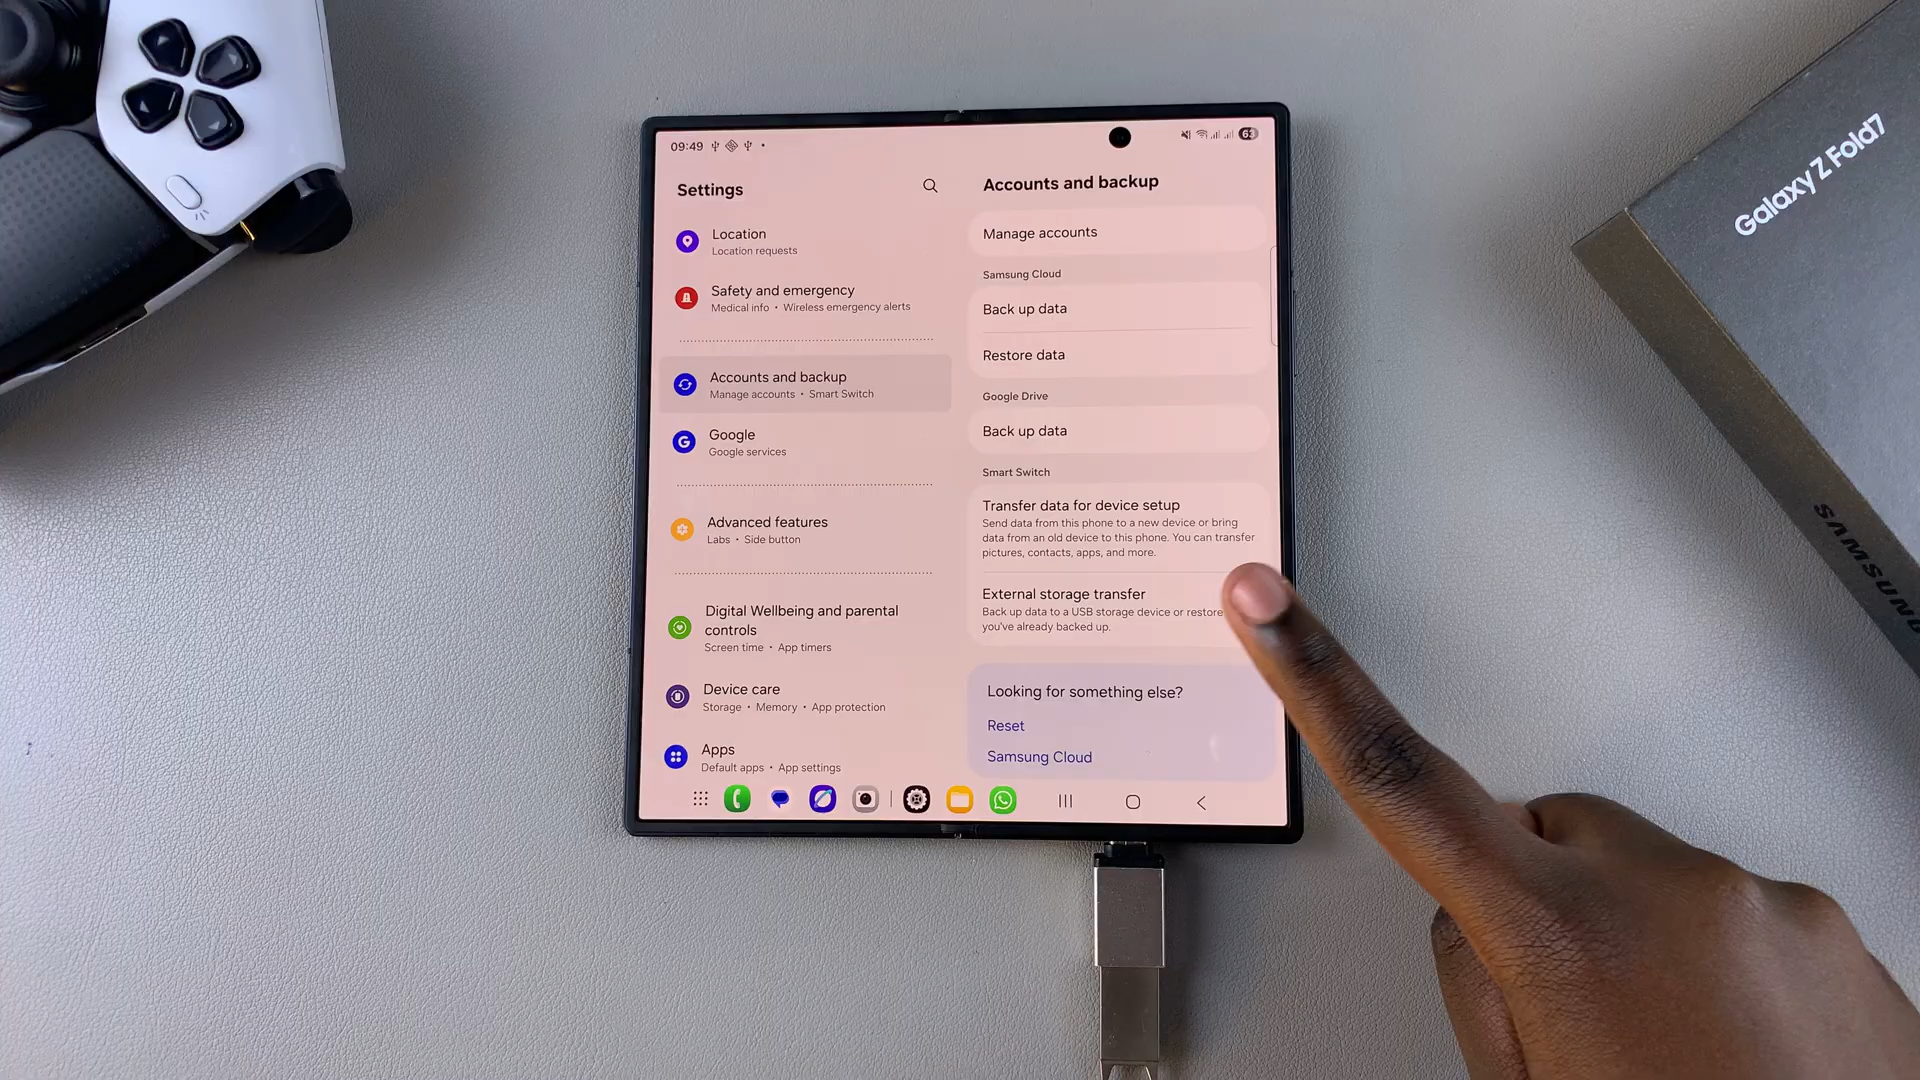 09:49
63
Settings
Location
Location requests
Safety and emergency
Medical info • Wireless emergency alerts
Accounts and backup
Manage accounts • Smart Switch
Google
Google services
Advanced features
Labs • Side button
Digital Wellbeing and parental
controls
Screen time • App timers
Device care
Storage • Memory • App protection
Apps
Default apps • App settings
Accounts and backup
Manage accounts
Samsung Cloud
Back up data
Restore data
Google Drive
Back up data
Smart Switch
Transfer data for device setup
Send data from this phone to a new device or bring
data from an old device to this phone. You can transfer
pictures, contacts, apps, and more.
External storage transfer
Back up data to a USB storage device or restore
you've already backed up.
Looking for something else?
Reset
Samsung Cloud
Galaxy Z Fold7
SAMSUNG